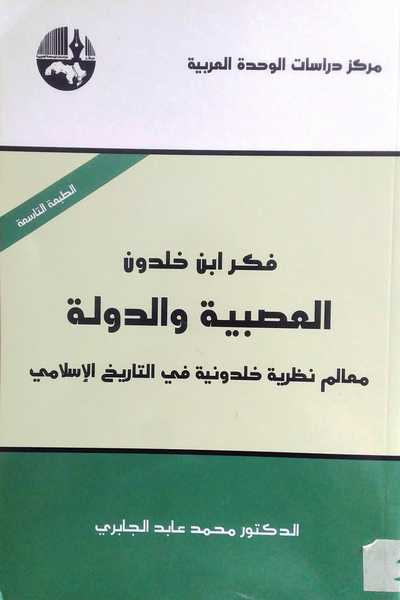 مركز دراسات الوحدة العربية
الطبعة التاسعة
فكر ابن خلدون
العصبية والدولة
معالم نظرية خلدونية في التاريخ الإسلامي
الدكتور محمد عابد الجابري